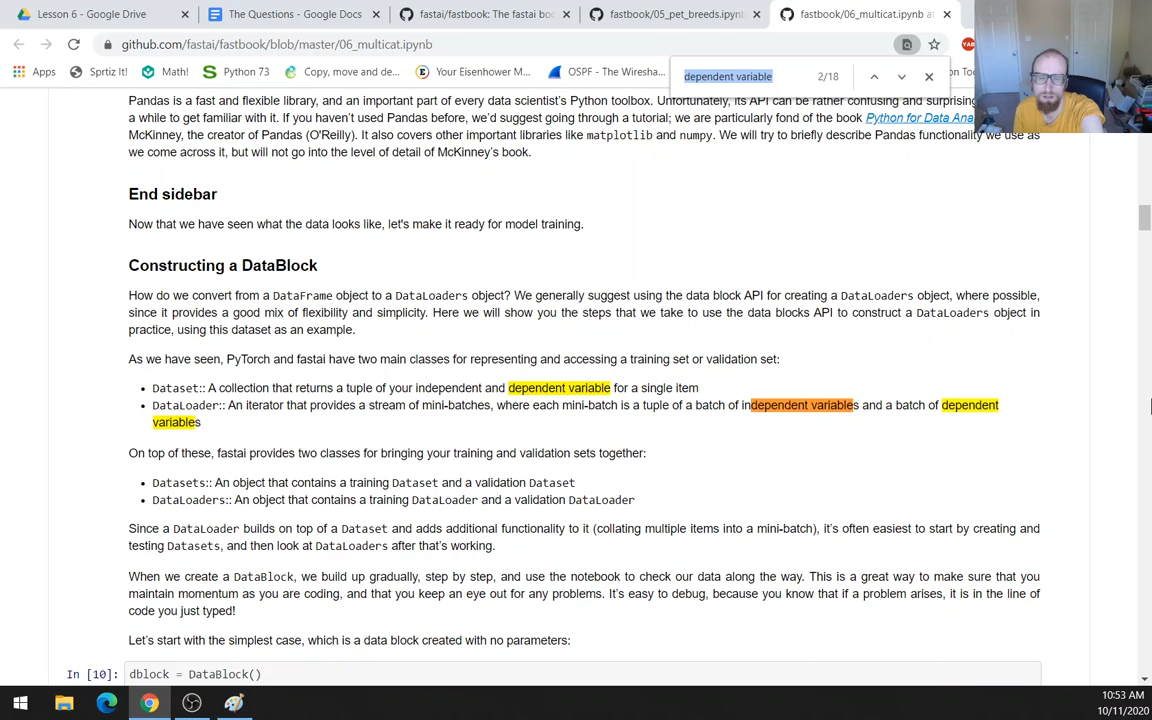 Lesson 6 - Google Drive
The Questions - Google Docs
fastai/fastbook: The fastai bo
fastbook/05_pet_breeds.ipynb
fastbook/06_multicat.ipynb a
github.com/fastai/fastbook/blob/master/06_multicat.ipynb
Apps
Sprtiz It!
Math!
Python 73
Copy, move and de...
Your Eisenhower M...
OSPF - The Wiresha...
dependent variable
2/18
Pandas is a fast and flexible library, and an important part of every data scientist's Python toolbox. Unfortunately, its API can be rather confusing and surprising
a while to get familiar with it. If you haven't used Pandas before, we'd suggest going through a tutorial; we are particularly fond of the book Python for Data Ana
McKinney, the creator of Pandas (O'Reilly). It also covers other important libraries like matplotlib and numpy. We will try to briefly describe Pandas functionality we use as
we come across it, but will not go into the level of detail of McKinney's book.
End sidebar
Now that we have seen what the data looks like, let's make it ready for model training.
Constructing a DataBlock
How do we convert from a DataFrame object to a DataLoaders object? We generally suggest using the data block API for creating a DataLoaders object, where possible,
since it provides a good mix of flexibility and simplicity. Here we will show you the steps that we take to use the data blocks API to construct a DataLoaders object in
practice, using this dataset as an example.
As we have seen, PyTorch and fastai have two main classes for representing and accessing a training set or validation set:
• Dataset:: A collection that returns a tuple of your independent and dependent variable for a single item
• DataLoader:: An iterator that provides a stream of mini-batches, where each mini-batch is a tuple of a batch of independent variables and a batch of dependent
variables
On top of these, fastai provides two classes for bringing your training and validation sets together:
• Datasets:: An object that contains a training Dataset and a validation Dataset
• DataLoaders:: An object that contains a training DataLoader and a validation DataLoader
Since a DataLoader builds on top of a Dataset and adds additional functionality to it (collating multiple items into a mini-batch), it's often easiest to start by creating and
testing Datasets, and then look at DataLoaders after that's working.
When we create a DataBlock, we build up gradually, step by step, and use the notebook to check our data along the way. This is a great way to make sure that you
maintain momentum as you are coding, and that you keep an eye out for any problems. It's easy to debug, because you know that if a problem arises, it is in the line of
code you just typed!
Let's start with the simplest case, which is a data block created with no parameters:
In [10]: dblock = DataBlock()
10:53 AM
10/11/2020